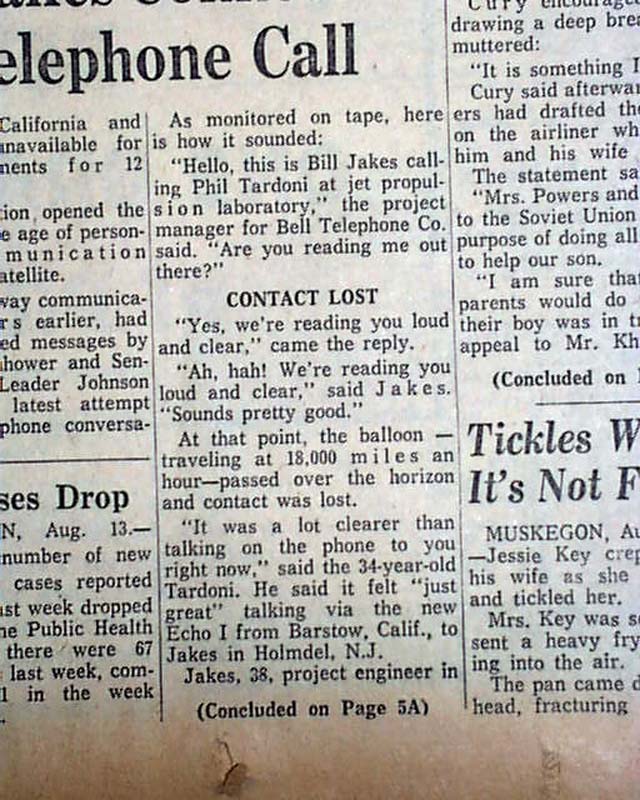 elephone Call
California and
unavailable for
ments for 12
tion opened the
e age of person-
munication
atellite.
way communica-
rs earlier, had
ed messages by
hower and Sen-
Leader Johnson
latest attempt
phone conversa-
ses Drop
N, Aug. 13.—
number of new
cases reported
ast week dropped
he Public Health
there were 67
last week, com-
1 in the week
As monitored on tape, here
is how it sounded:
"Hello, this is Bill Jakes call-
ing Phil Tardoni at jet propul-
sion laboratory," the project
manager for Bell Telephone Co.
said. "Are you reading me out
there?"
CONTACT LOST
"Yes, we're reading you loud
and clear," came the reply.
"Ah, hah! We're reading you
loud and clear," said Jakes.
"Sounds pretty good."
At that point, the balloon —
traveling at 18,000 miles an
hour—passed over the horizon
and contact was lost.
"It was a lot clearer than
talking on the phone to you
right now," said the 34-year-old
Tardoni. He said it felt "just
great" talking via the new
Echo I from Barstow, Calif., to
Jakes in Holmdel, N.J.
Jakes, 38, project engineer in
(Concluded on Page 5A)
Cury encourage
drawing a deep brea
muttered:
"It is something I
Cury said afterwar
ers had drafted the
on the airliner wh
him and his wife
The statement sa
"Mrs. Powers and
to the Soviet Union
purpose of doing all
to help our son.
"I am sure tha
parents would do
their boy was in tr
appeal to Mr. Kh
(Concluded on
Tickles W
It's Not F
MUSKEGON, Au
—Jessie Key crep
his wife as she
and tickled her.
Mrs. Key was so
sent a heavy fry
ing into the air.
The pan came d
head, fracturing